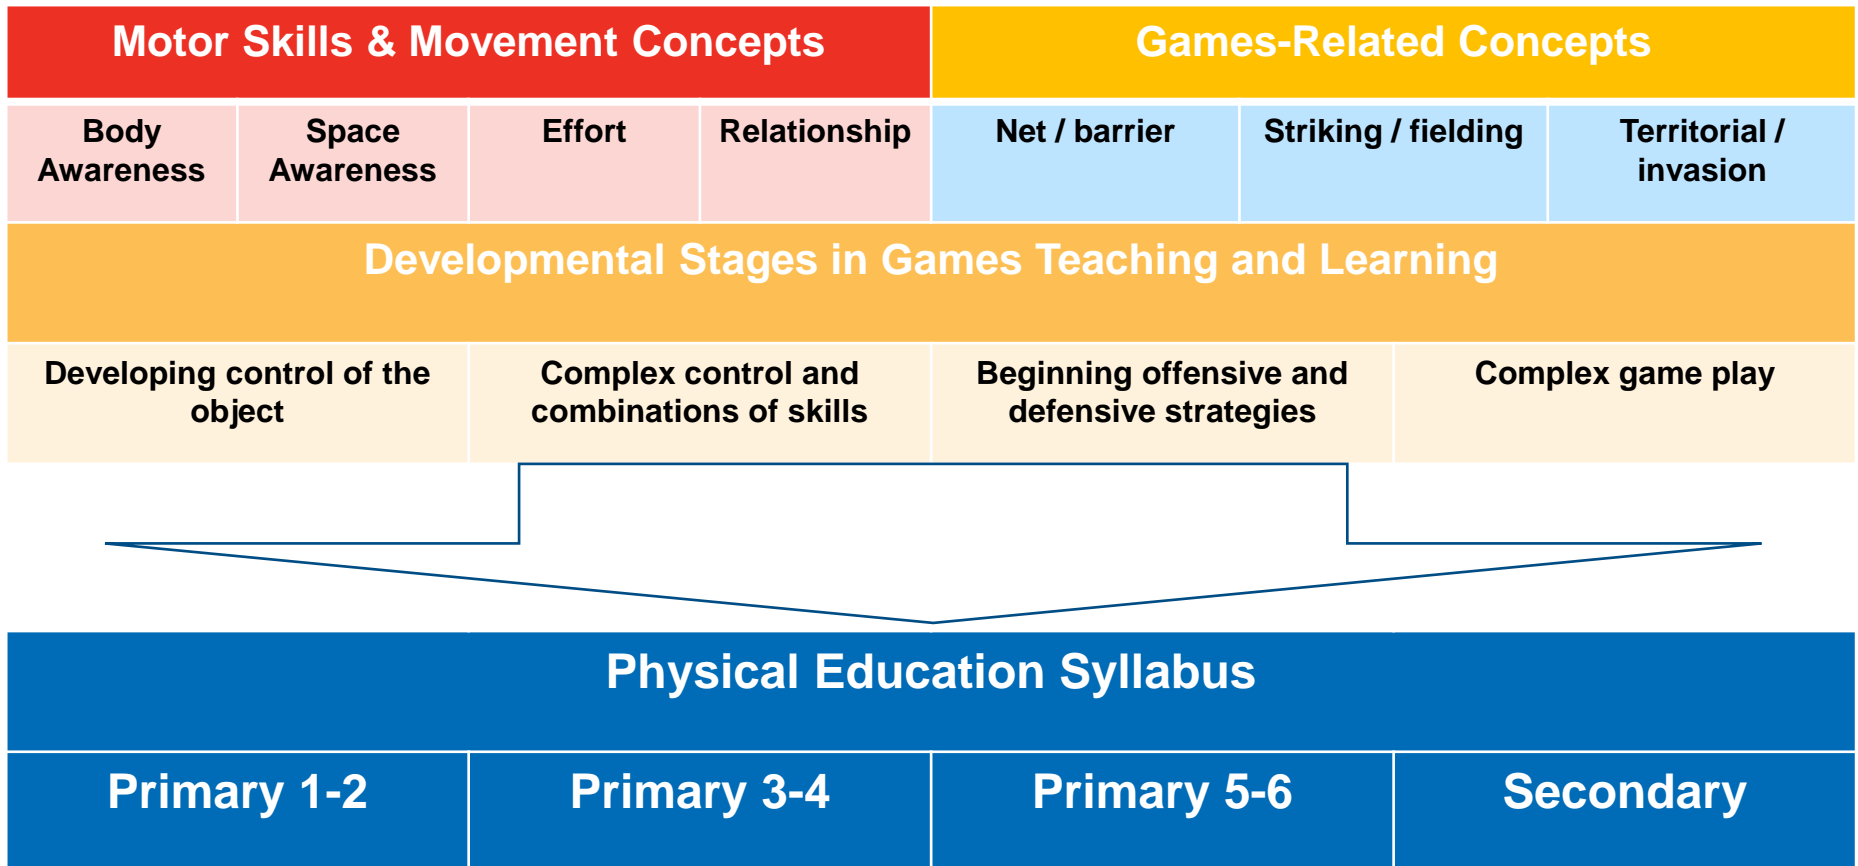 Motor Skills & Movement Concepts
Games-Related Concepts
Body
Awareness
Space
Awareness
Effort
Relationship
Net / barrier
Striking / fielding
Territorial /
invasion
Developmental Stages in Games Teaching and Learning
Developing control of the
object
Complex control and
combinations of skills
Beginning offensive and
defensive strategies
Complex game play
Physical Education Syllabus
Primary 1-2
Primary 3-4
Primary 5-6
Secondary